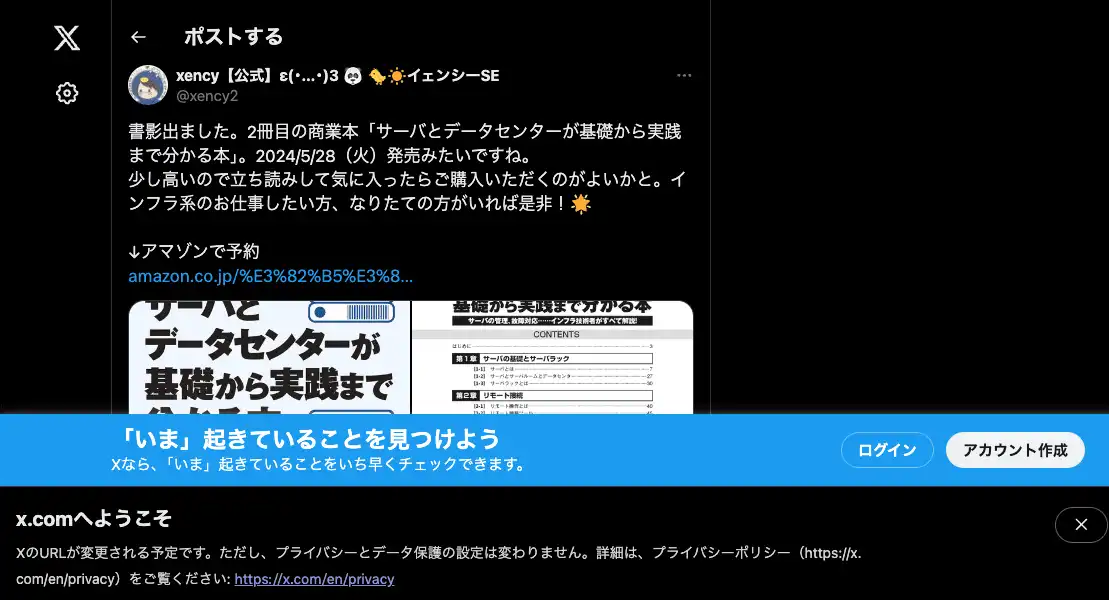 ポストする
xency【公式】ε(・…・)3 🐼 🐤☀️イェンシーSE
@xency2
書影出ました。2冊目の商業本「サーバとデータセンターが基礎から実践
まで分かる本」。2024/5/28（火）発売みたいですね。
少し高いので立ち読みして気に入ったらご購入いただくのがよいかと。イ
ンフラ系のお仕事したい方、なりたての方がいれば是非！🌟
↓アマゾンで予約
amazon.co.jp/%E3%82%B5%E3%8…
サーバと
データセンターが
基礎から実践まで
分かる本
基礎から実践まで分かる本
サーバの管理、故障対応……インフラ技術者がすべて解説!
CONTENTS
はじめに 3
第1章 サーバの基礎とサーバラック
[1-1] サーバとは 7
[1-2] サーバとサーバルームとデータセンター 27
[1-3] サーバラックとは 30
第2章 リモート接続
[2-1] リモート操作とは 40
「いま」起きていることを見つけよう
Xなら、「いま」起きていることをいち早くチェックできます。
ログイン
アカウント作成
x.comへようこそ
XのURLが変更される予定です。ただし、プライバシーとデータ保護の設定は変わりません。詳細は、プライバシーポリシー（https://x.
com/en/privacy）をご覧ください: https://x.com/en/privacy